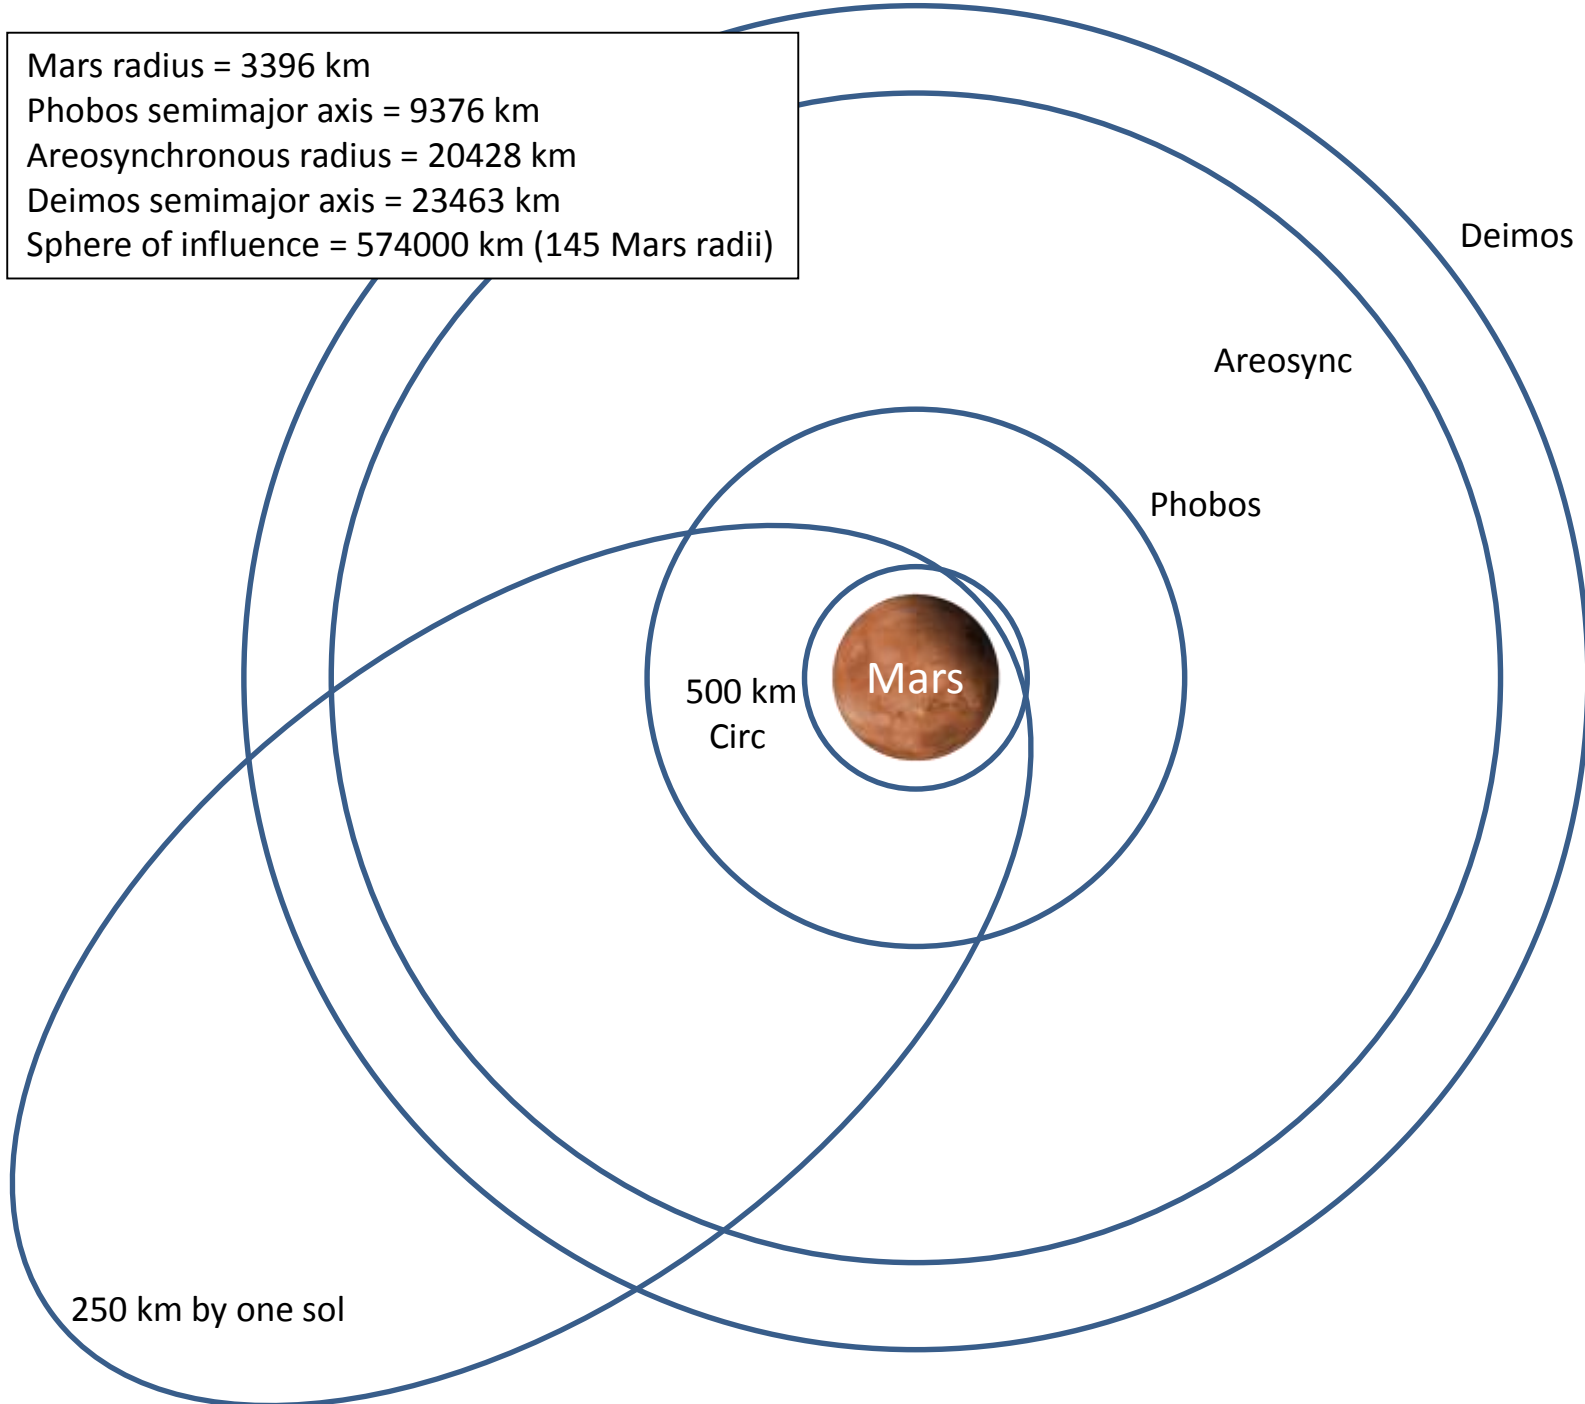 Mars radius = 3396 km
Phobos semimajor axis = 9376 km
Areosynchronous radius = 20428 km
Deimos semimajor axis = 23463 km
Sphere of influence = 574000 km (145 Mars radii)
Deimos
Areosync
Phobos
Mars
500 km
Circ
250 km by one sol